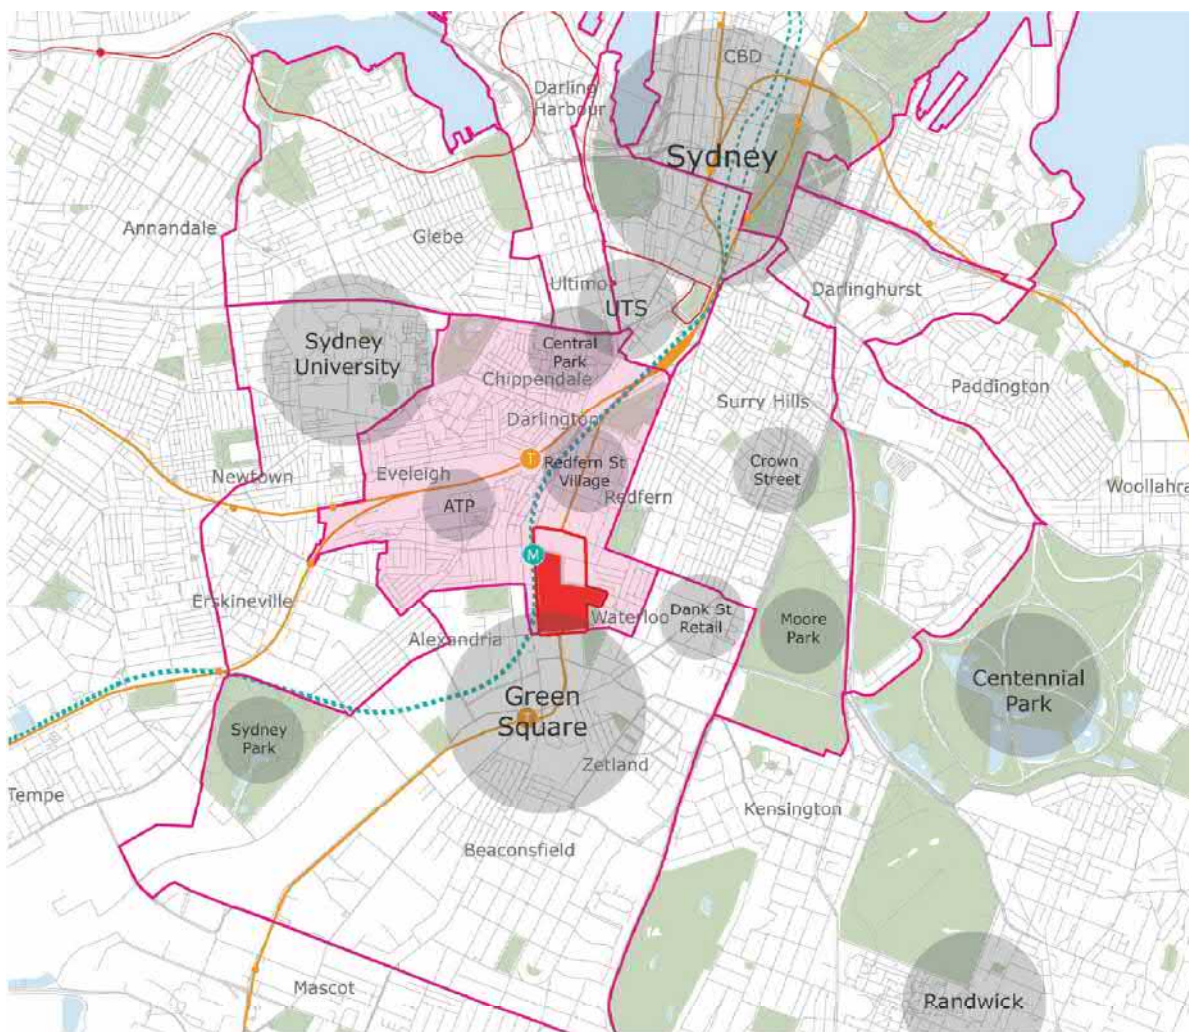 CBD
Darling
Harbour
Sydney
Annandale
Glebe
Ultimo
Darlinghurst
UTS
Sydney
University
Central
Park
Chippendale
Paddington
Surry Hills
Darlington
T
Redfern St
Village
Crown
Street
Newtown
Eveleigh
Woollahra
ATP
Redfern
M
Erskineville
Waterloo
Dank St
Retail
Moore
Park
Alexandria
Centennial
Park
Green
Square
T
Sydney
Park
Zetland
Tempe
Kensington
Beaconsfield
Mascot
Randwick